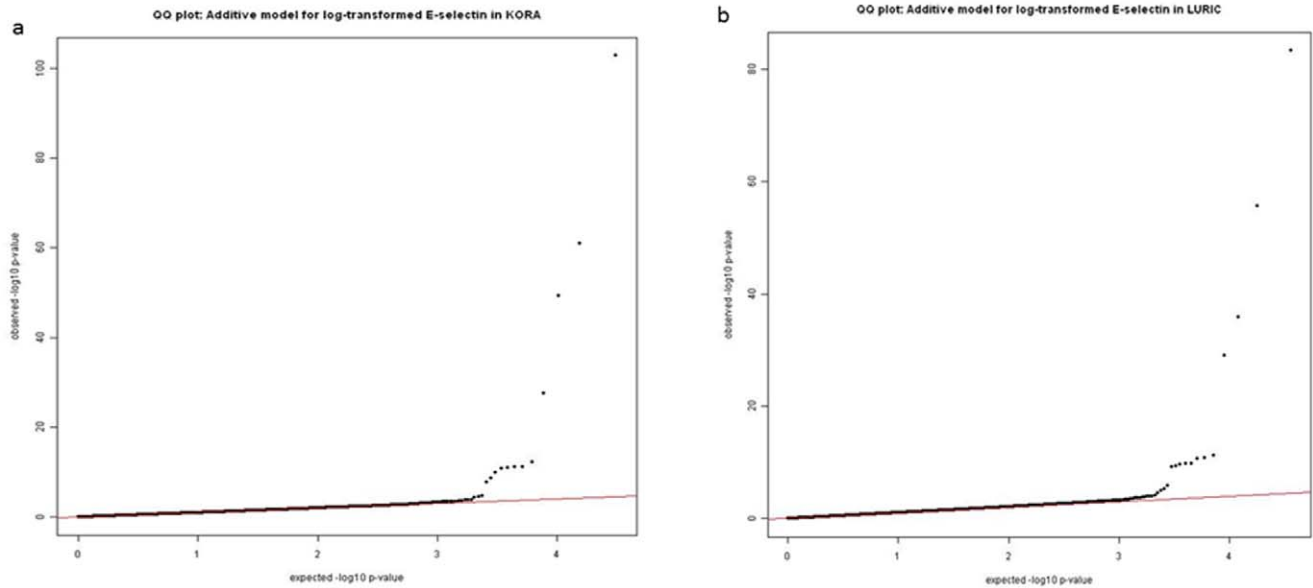 a
QQ plot: Additive model for log-transformed E-selectin in KORA
observed -log10 p-value
100
80
60
40
20
0
0 1 2 3 4
expected -log10 p-value
b
QQ plot: Additive model for log-transformed E-selectin in LURIC
observed -log10 p-value
80
60
40
20
0
0 1 2 3 4
expected -log10 p-value